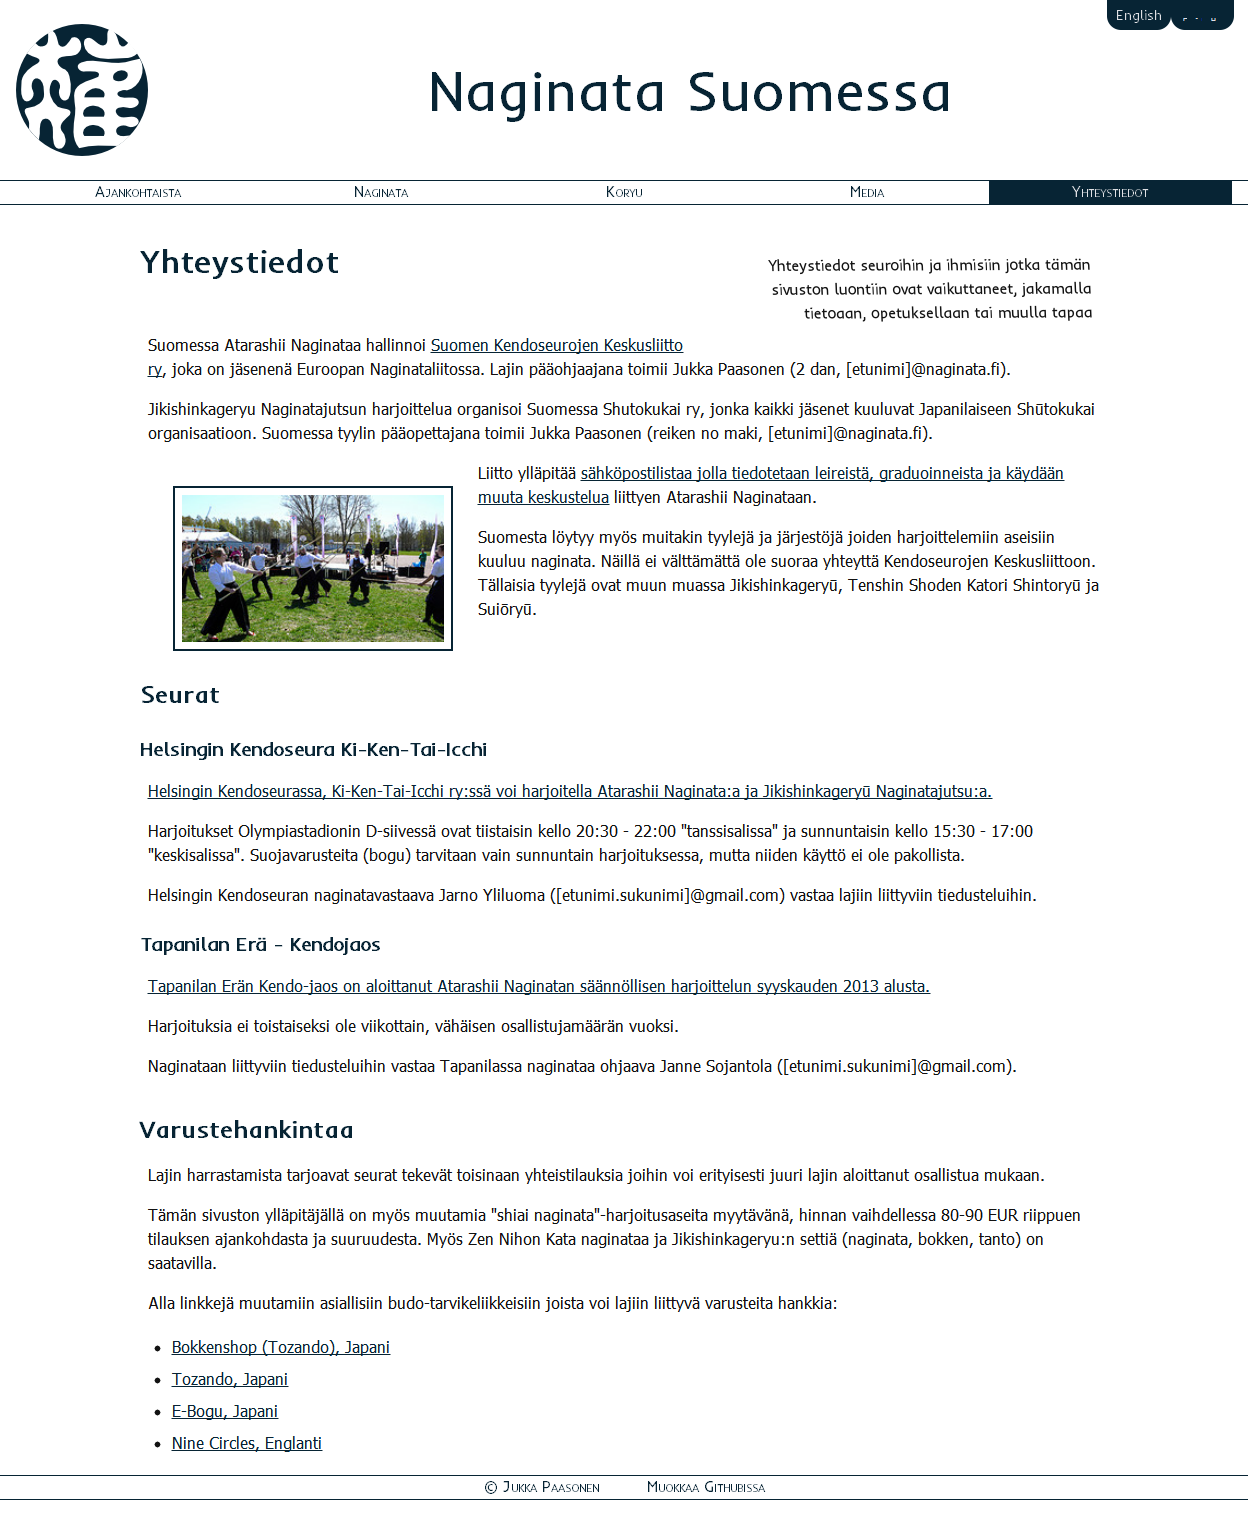 English
Naginata Suomessa
Ajankohtaista Naginata Koryu Media Yhteystiedot
Yhteystiedot
Yhteystiedot seuroihin ja ihmisiin jotka tämän
sivuston luontiin ovat vaikuttaneet, jakamalla
tietoaan, opetuksellaan tai muulla tapaa
Suomessa Atarashii Naginataa hallinnoi Suomen Kendoseurojen Keskusliitto
ry, joka on jäsenenä Euroopan Naginataliitossa. Lajin pääohjaajana toimii Jukka Paasonen (2 dan, [etunimi]@naginata.fi).
Jikishinkageryu Naginatajutsun harjoittelua organisoi Suomessa Shutokukai ry, jonka kaikki jäsenet kuuluvat Japanilaiseen Shūtokukai
organisaatioon. Suomessa tyylin pääopettajana toimii Jukka Paasonen (reiken no maki, [etunimi]@naginata.fi).
Liitto ylläpitää sähköpostilistaa jolla tiedotetaan leireistä, graduoinneista ja käydään
muuta keskustelua liittyen Atarashii Naginataan.
Suomesta löytyy myös muitakin tyylejä ja järjestöjä joiden harjoittelemiin aseisiin
kuuluu naginata. Näillä ei välttämättä ole suoraa yhteyttä Kendoseurojen Keskusliittoon.
Tällaisia tyylejä ovat muun muassa Jikishinkageryū, Tenshin Shoden Katori Shintoryū ja
Suiōryū.
Seurat
Helsingin Kendoseura Ki-Ken-Tai-Icchi
Helsingin Kendoseurassa, Ki-Ken-Tai-Icchi ry:ssä voi harjoitella Atarashii Naginata:a ja Jikishinkageryū Naginatajutsu:a.
Harjoitukset Olympiastadionin D-siivessä ovat tiistaisin kello 20:30 - 22:00 "tanssisalissa" ja sunnuntaisin kello 15:30 - 17:00
"keskisalissa". Suojavarusteita (bogu) tarvitaan vain sunnuntain harjoituksessa, mutta niiden käyttö ei ole pakollista.
Helsingin Kendoseuran naginatavastaava Jarno Yliluoma ([etunimi.sukunimi]@gmail.com) vastaa lajiin liittyviin tiedusteluihin.
Tapanilan Erä - Kendojaos
Tapanilan Erän Kendo-jaos on aloittanut Atarashii Naginatan säännöllisen harjoittelun syyskauden 2013 alusta.
Harjoituksia ei toistaiseksi ole viikottain, vähäisen osallistujamäärän vuoksi.
Naginataan liittyviin tiedusteluihin vastaa Tapanilassa naginataa ohjaava Janne Sojantola ([etunimi.sukunimi]@gmail.com).
Varustehankintaa
Lajin harrastamista tarjoavat seurat tekevät toisinaan yhteistilauksia joihin voi erityisesti juuri lajin aloittanut osallistua mukaan.
Tämän sivuston ylläpitäjällä on myös muutamia "shiai naginata"-harjoitusaseita myytävänä, hinnan vaihdellessa 80-90 EUR riippuen
tilauksen ajankohdasta ja suuruudesta. Myös Zen Nihon Kata naginataa ja Jikishinkageryu:n settiä (naginata, bokken, tanto) on
saatavilla.
Alla linkkejä muutamiin asiallisiin budo-tarvikeliikkeisiin joista voi lajiin liittyvä varusteita hankkia:
• Bokkenshop (Tozando), Japani
• Tozando, Japani
• E-Bogu, Japani
• Nine Circles, Englanti
© Jukka Paasonen Muokkaa Githubissa